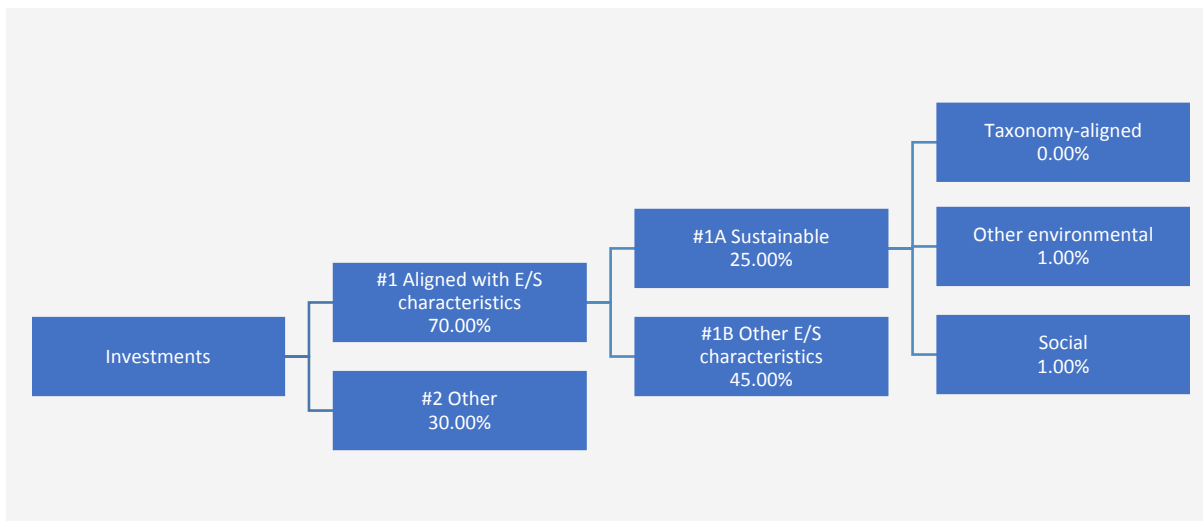 Investments
#1 Aligned with E/S
characteristics
70.00%
#2 Other
30.00%
#1A Sustainable
25.00%
#1B Other E/S
characteristics
45.00%
Taxonomy-aligned
0.00%
Other environmental
1.00%
Social
1.00%